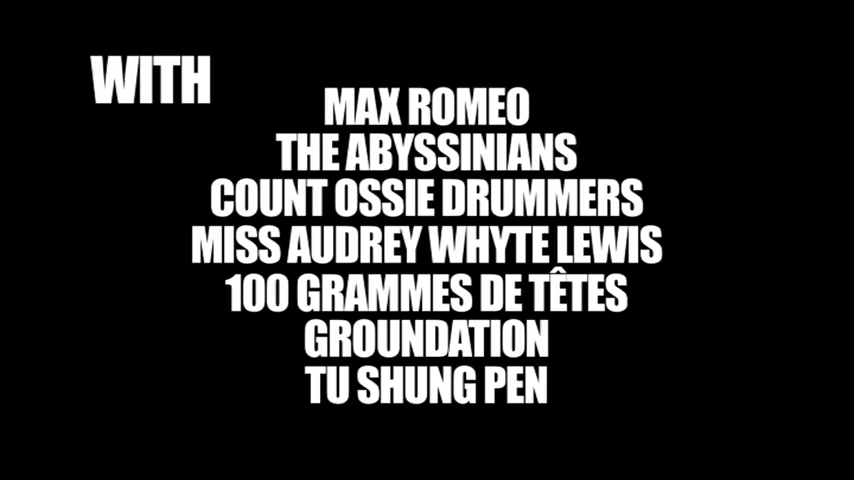 WITH
MAX ROMEO
THE ABYSSINIANS
COUNT OSSIE DRUMMERS
MISS AUDREY WHYTE LEWIS
100 GRAMMES DE TÊTES
GROUNDATION
TU SHUNG PEN